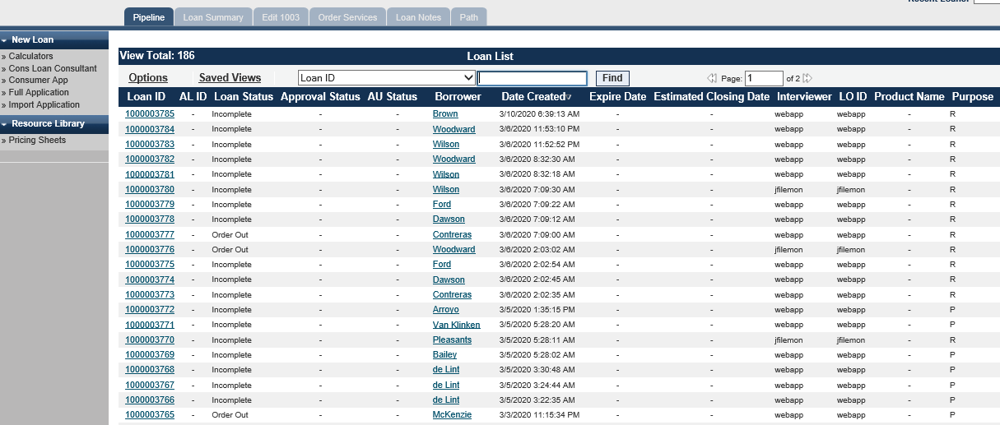 Pipeline Loan Summary Edit 1003 Order Services Loan Notes Path
New Loan
» Calculators
» Cons Loan Consultant
» Consumer App
» Full Application
» Import Application
Resource Library
» Pricing Sheets
View Total: 186 Loan List
Options Saved Views Loan ID Find Page: 1 of 2
Loan ID AL ID Loan Status Approval Status AU Status Borrower Date Created Expire Date Estimated Closing Date Interviewer LO ID Product Name Purpose
1000003785 - Incomplete - - Brown 3/10/2020 6:39:13 AM - - webapp webapp - R
1000003784 - Incomplete - - Woodward 3/6/2020 11:53:10 PM - - webapp webapp - R
1000003783 - Incomplete - - Wilson 3/6/2020 11:52:52 PM - - webapp webapp - R
1000003782 - Incomplete - - Woodward 3/6/2020 8:32:30 AM - - webapp webapp - R
1000003781 - Incomplete - - Wilson 3/6/2020 8:32:18 AM - - webapp webapp - R
1000003780 - Incomplete - - Wilson 3/6/2020 7:09:30 AM - - jfilemon jfilemon - R
1000003779 - Incomplete - - Ford 3/6/2020 7:09:22 AM - - webapp webapp - R
1000003778 - Incomplete - - Dawson 3/6/2020 7:09:12 AM - - webapp webapp - R
1000003777 - Order Out - - Contreras 3/6/2020 7:09:00 AM - - webapp webapp - R
1000003776 - Order Out - - Woodward 3/6/2020 2:03:02 AM - - jfilemon jfilemon - R
1000003775 - Incomplete - - Ford 3/6/2020 2:02:54 AM - - webapp webapp - R
1000003774 - Incomplete - - Dawson 3/6/2020 2:02:45 AM - - webapp webapp - R
1000003773 - Incomplete - - Contreras 3/6/2020 2:02:35 AM - - webapp webapp - R
1000003772 - Incomplete - - Arroyo 3/5/2020 1:35:15 PM - - webapp webapp - P
1000003771 - Incomplete - - Van Klinken 3/5/2020 5:28:20 AM - - webapp webapp - P
1000003770 - Incomplete - - Pleasants 3/5/2020 5:28:11 AM - - jfilemon jfilemon - R
1000003769 - Incomplete - - Bailey 3/5/2020 5:28:02 AM - - webapp webapp - P
1000003768 - Incomplete - - de Lint 3/5/2020 3:30:48 AM - - webapp webapp - P
1000003767 - Incomplete - - de Lint 3/5/2020 3:24:44 AM - - webapp webapp - P
1000003766 - Incomplete - - de Lint 3/5/2020 3:22:35 AM - - webapp webapp - P
1000003765 - Order Out - - McKenzie 3/3/2020 11:15:34 PM - - webapp webapp - P